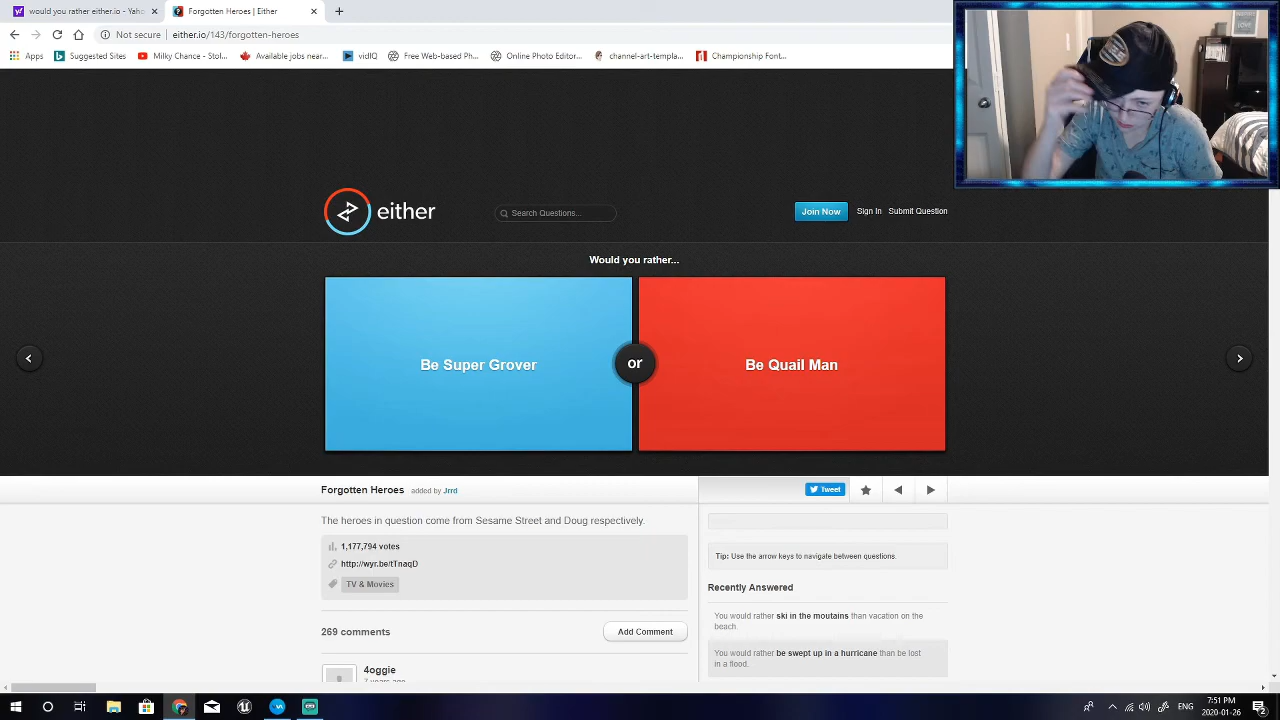 would you rather either.io - Yaho
Forgotten Heroes | Either
Not secure | either.io/143/forgotten-heroes
Apps
Suggested Sites
Milky Chance - Stol...
Available jobs near...
vidIQ
Free Web-based Ph...
Online Photo Editor...
channel-art-templa...
Championship Font...
either
Search Questions...
Join Now
Sign In
Submit Question
Would you rather...
Be Super Grover
or
Be Quail Man
Forgotten Heroes added by Jrrd
Tweet
The heroes in question come from Sesame Street and Doug respectively.
1,177,794 votes
http://wyr.be/tTnaqD
TV & Movies
Tip: Use the arrow keys to navigate between questions.
Recently Answered
You would rather ski in the moutains than vacation on the
beach.
You would rather be swept up in a hurricane than be lost
in a flood.
269 comments
Add Comment
4oggie
7 years ago
ENG
7:51 PM
2020-01-26
2